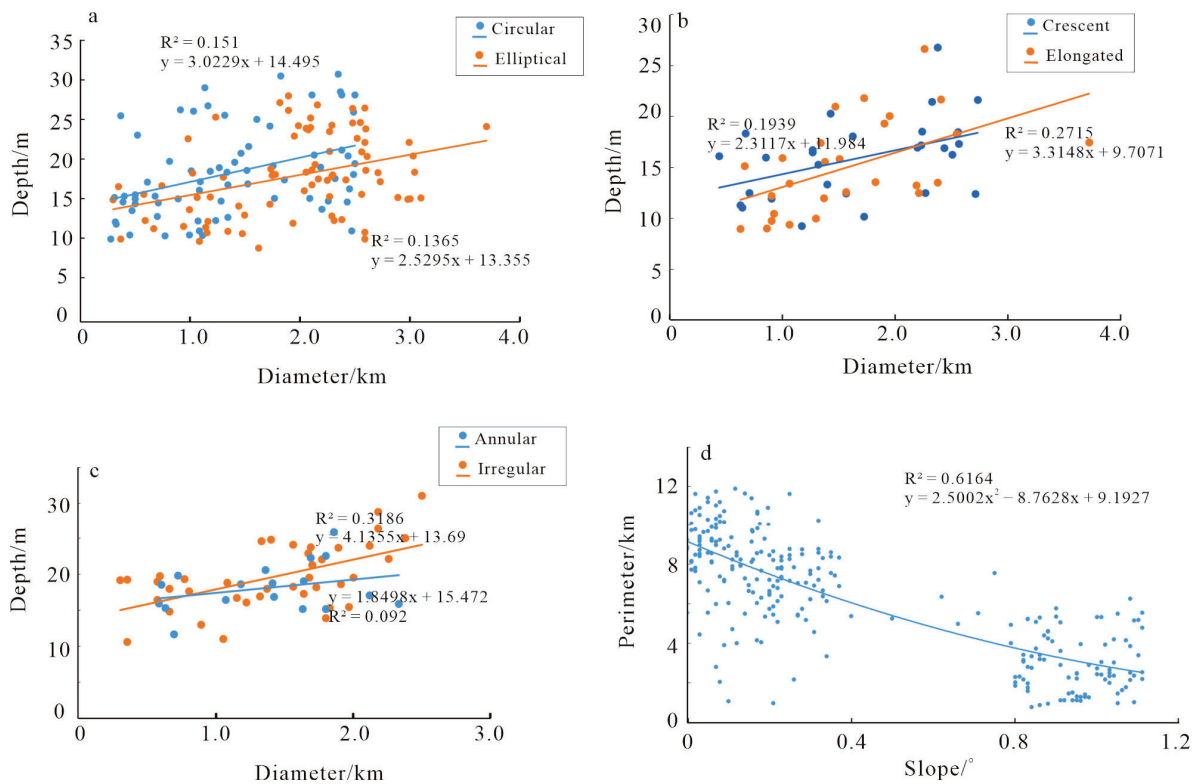 a
Circular
Elliptical
R² = 0.151
y = 3.0229x + 14.495
R² = 0.1365
y = 2.5295x + 13.355
35
30
25
20
15
10
5
0
0
1.0
2.0
3.0
4.0
Depth/m
Diameter/km
b
Crescent
Elongated
R² = 0.1939
y = 2.3117x + 11.984
R² = 0.2715
y = 3.3148x + 9.7071
30
25
20
15
10
5
0
0
1.0
2.0
3.0
4.0
Depth/m
Diameter/km
c
Annular
Irregular
R² = 0.3186
y = 4.1355x + 13.69
y = 1.8498x + 15.472
R² = 0.092
30
20
10
0
0
1.0
2.0
3.0
Depth/m
Diameter/km
d
R² = 0.6164
y = 2.5002x² − 8.7628x + 9.1927
12
8
4
0
0
0.4
0.8
1.2
Perimeter/km
Slope/°